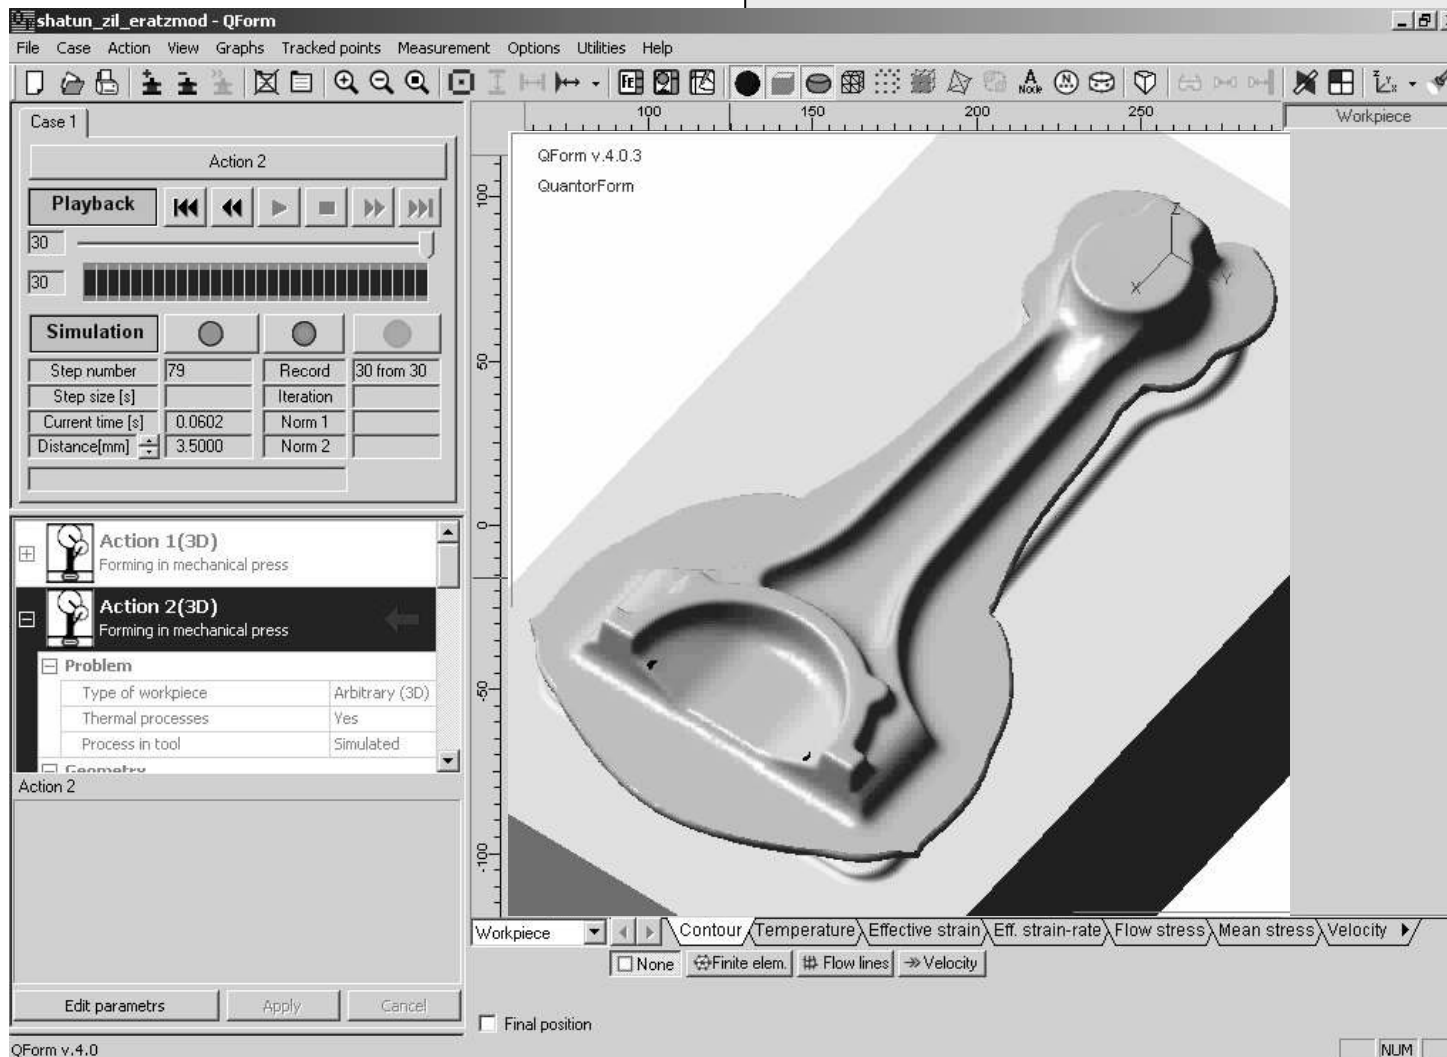 shatun_zil_eratzmod - QForm
File Case Action View Graphs Tracked points Measurement Options Utilities Help
Case 1
Action 2
Playback
30
30
Simulation
Step number 79 Record 30 from 30
Step size [s] Iteration
Current time [s] 0.0602 Norm 1
Distance[mm] 3.5000 Norm 2
Action 1(3D)
Forming in mechanical press
Action 2(3D)
Forming in mechanical press
Problem
Type of workpiece Arbitrary (3D)
Thermal processes Yes
Process in tool Simulated
Geometry
Action 2
Edit parametrs Apply Cancel
QForm v.4.0
FE
A
Node
N
Z Y X
100 150 200 250
Workpiece
100
50
0
-50
-100
QForm v.4.0.3
QuantorForm
Z
X
Y
Workpiece Contour Temperature Effective strain Eff. strain-rate Flow stress Mean stress Velocity
None Finite elem. Flow lines Velocity
Final position
NUM